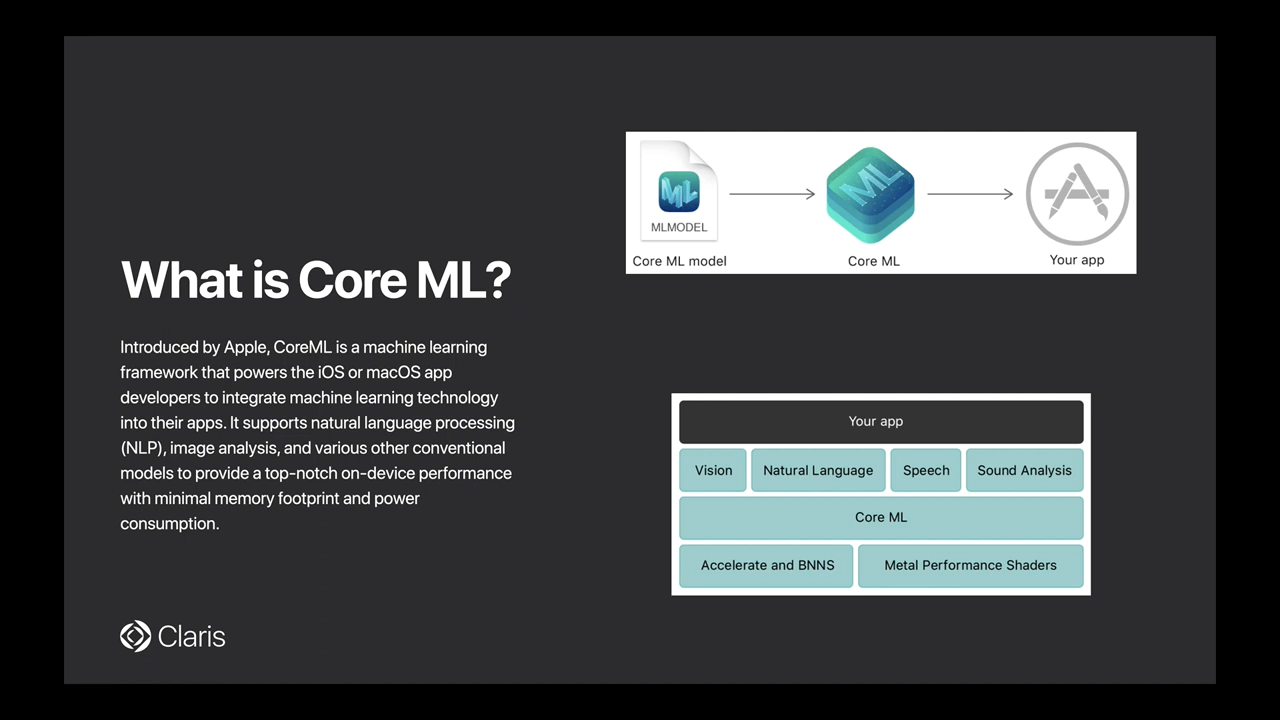 What is Core ML?
Introduced by Apple, CoreML is a machine learning
framework that powers the iOS or macOS app
developers to integrate machine learning technology
into their apps. It supports natural language processing
(NLP), image analysis, and various other conventional
models to provide a top-notch on-device performance
with minimal memory footprint and power
consumption.
Claris
ML
MLMODEL
Core ML model
ML
Core ML
Your app
Your app
Vision
Natural Language
Speech
Sound Analysis
Core ML
Accelerate and BNNS
Metal Performance Shaders